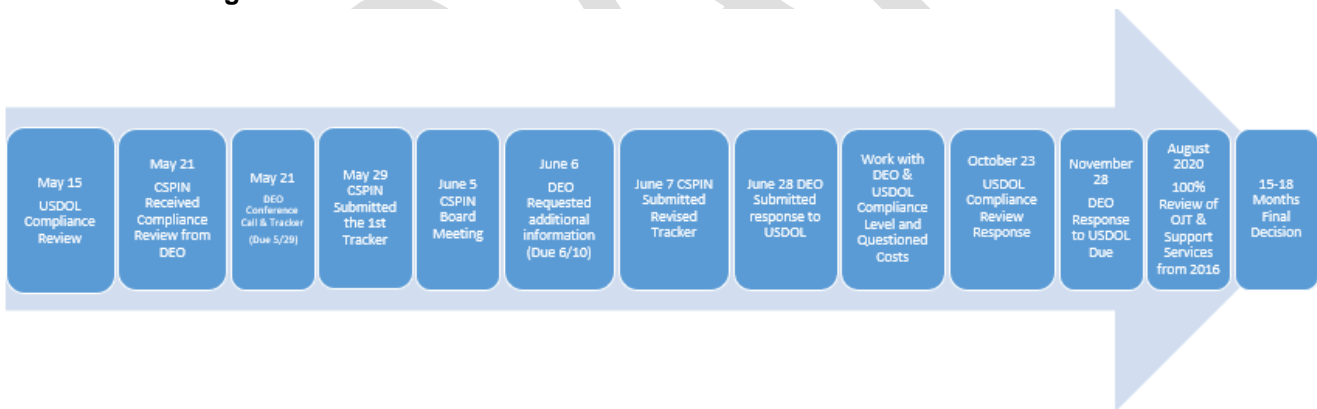 May 15
USDOL
Compliance
Review
May 21
CSPIN
Received
Compliance
Review from
DEO
May 21
DEO
Conference
Call & Tracker
(Due 5/29)
May 29
CSPIN
Submitted
the 1st
Tracker
June 5
CSPIN
Board
Meeting
June 6
DEO
Requested
additional
information
(Due 6/10)
June 7 CSPIN
Submitted
Revised
Tracker
June 28 DEO
Submitted
response to
USDOL
Work with
DEO &
USDOL
Compliance
Level and
Questioned
Costs
October 23
USDOL
Compliance
Review
Response
November
28
DEO
Response
to USDOL
Due
August
2020
100%
Review of
OJT &
Support
Services
from 2016
15-18
Months
Final
Decision